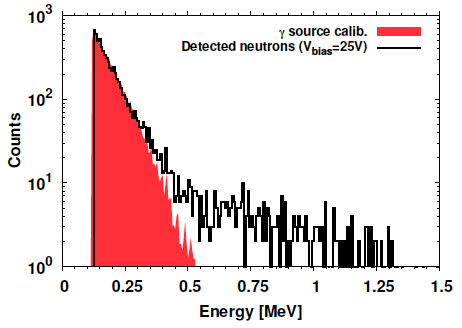 10³
γ source calib.
Detected neutrons (V_bias=25V)
10²
Counts
10¹
10⁰
0 0.25 0.5 0.75 1 1.25 1.5
Energy [MeV]